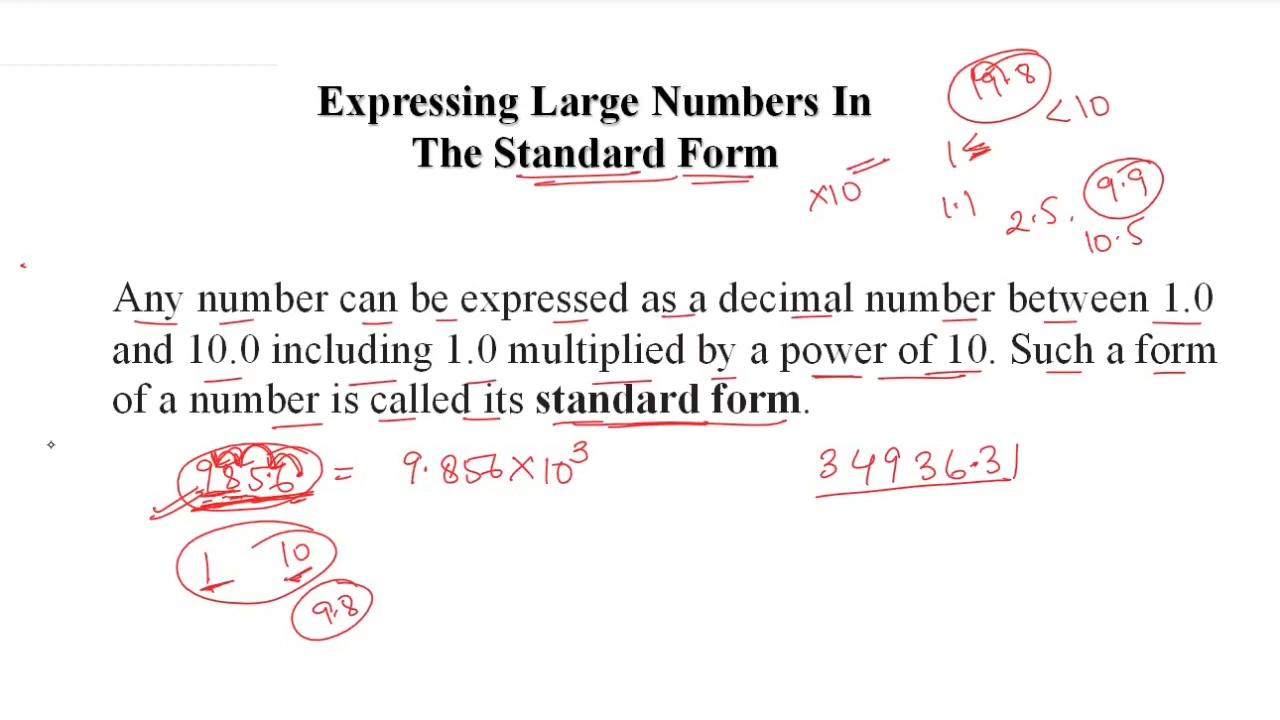 Expressing Large Numbers In
The Standard Form
<10
1≤
×10
1.1 2.5. 9.9
10.5
Any number can be expressed as a decimal number between 1.0
and 10.0 including 1.0 multiplied by a power of 10. Such a form
of a number is called its standard form.
985.6 = 9.856×10³ 34936.31
1 10
9.8